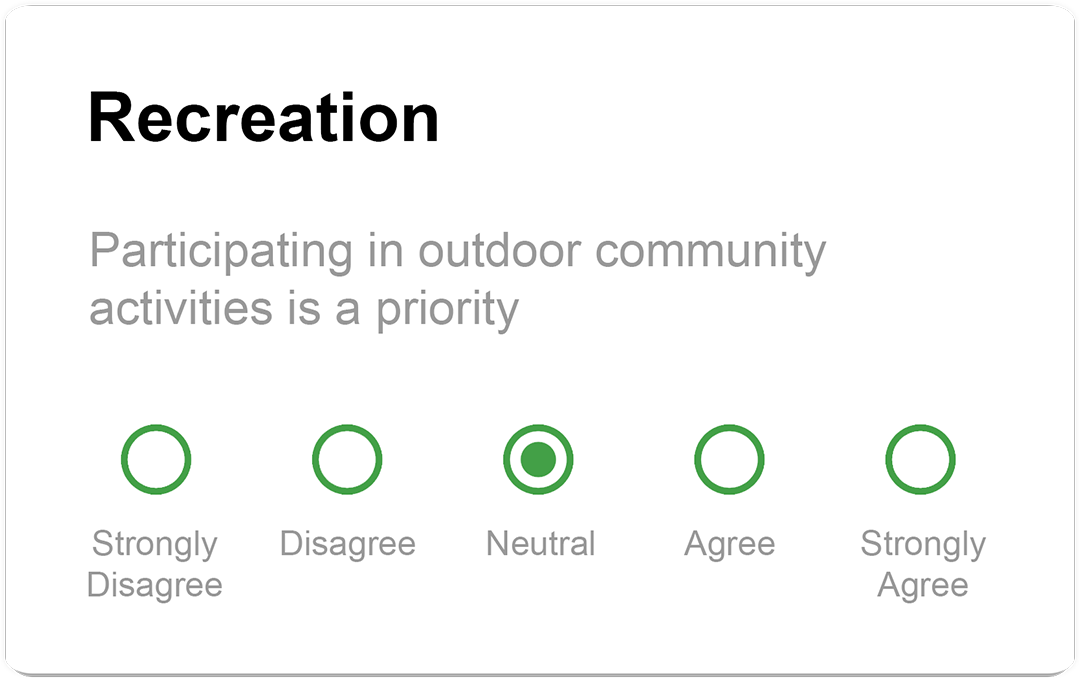 Recreation
Participating in outdoor community
activities is a priority
Strongly Disagree
Disagree
Neutral
Agree
Strongly Agree